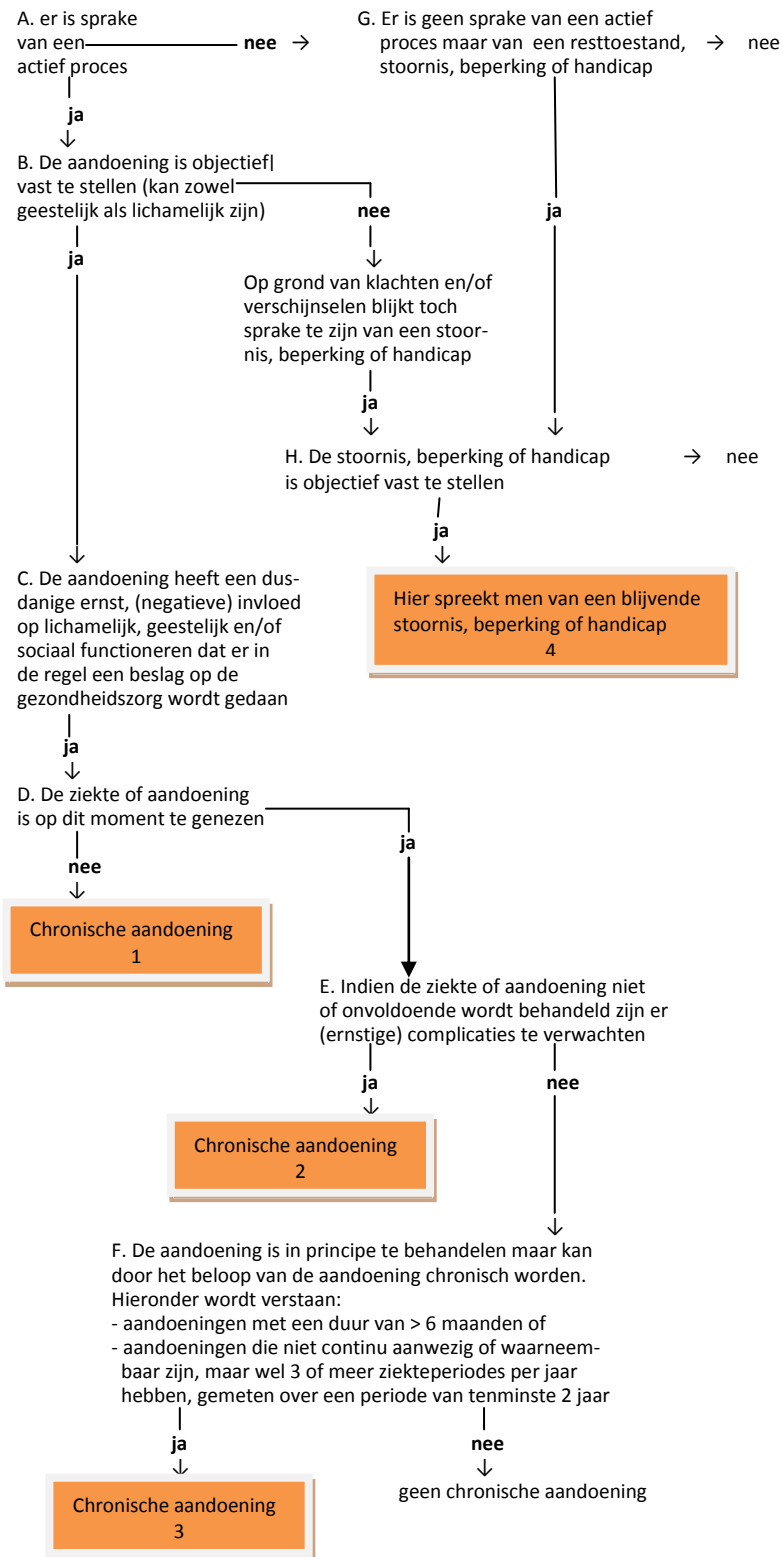 A. er is sprake
van een nee →
actief proces
G. Er is geen sprake van een actief
proces maar van een resttoestand, → nee
stoornis, beperking of handicap
ja
↓
B. De aandoening is objectief|
vast te stellen (kan zowel
geestelijk als lichamelijk zijn)
nee
↓
ja
ja
Op grond van klachten en/of
verschijnselen blijkt toch
sprake te zijn van een stoor-
nis, beperking of handicap
ja
↓
↓
H. De stoornis, beperking of handicap → nee
is objectief vast te stellen
ja
↓
Hier spreekt men van een blijvende
stoornis, beperking of handicap
4
↓
C. De aandoening heeft een dus-
danige ernst, (negatieve) invloed
op lichamelijk, geestelijk en/of
sociaal functioneren dat er in
de regel een beslag op de
gezondheidszorg wordt gedaan
ja
↓
D. De ziekte of aandoening
is op dit moment te genezen
nee
↓
ja
Chronische aandoening
1
E. Indien de ziekte of aandoening niet
of onvoldoende wordt behandeld zijn er
(ernstige) complicaties te verwachten
ja
↓
nee
Chronische aandoening
2
↓
F. De aandoening is in principe te behandelen maar kan
door het beloop van de aandoening chronisch worden.
Hieronder wordt verstaan:
- aandoeningen met een duur van > 6 maanden of
- aandoeningen die niet continu aanwezig of waarneem-
baar zijn, maar wel 3 of meer ziekteperiodes per jaar
hebben, gemeten over een periode van tenminste 2 jaar
ja
↓
nee
↓
geen chronische aandoening
Chronische aandoening
3